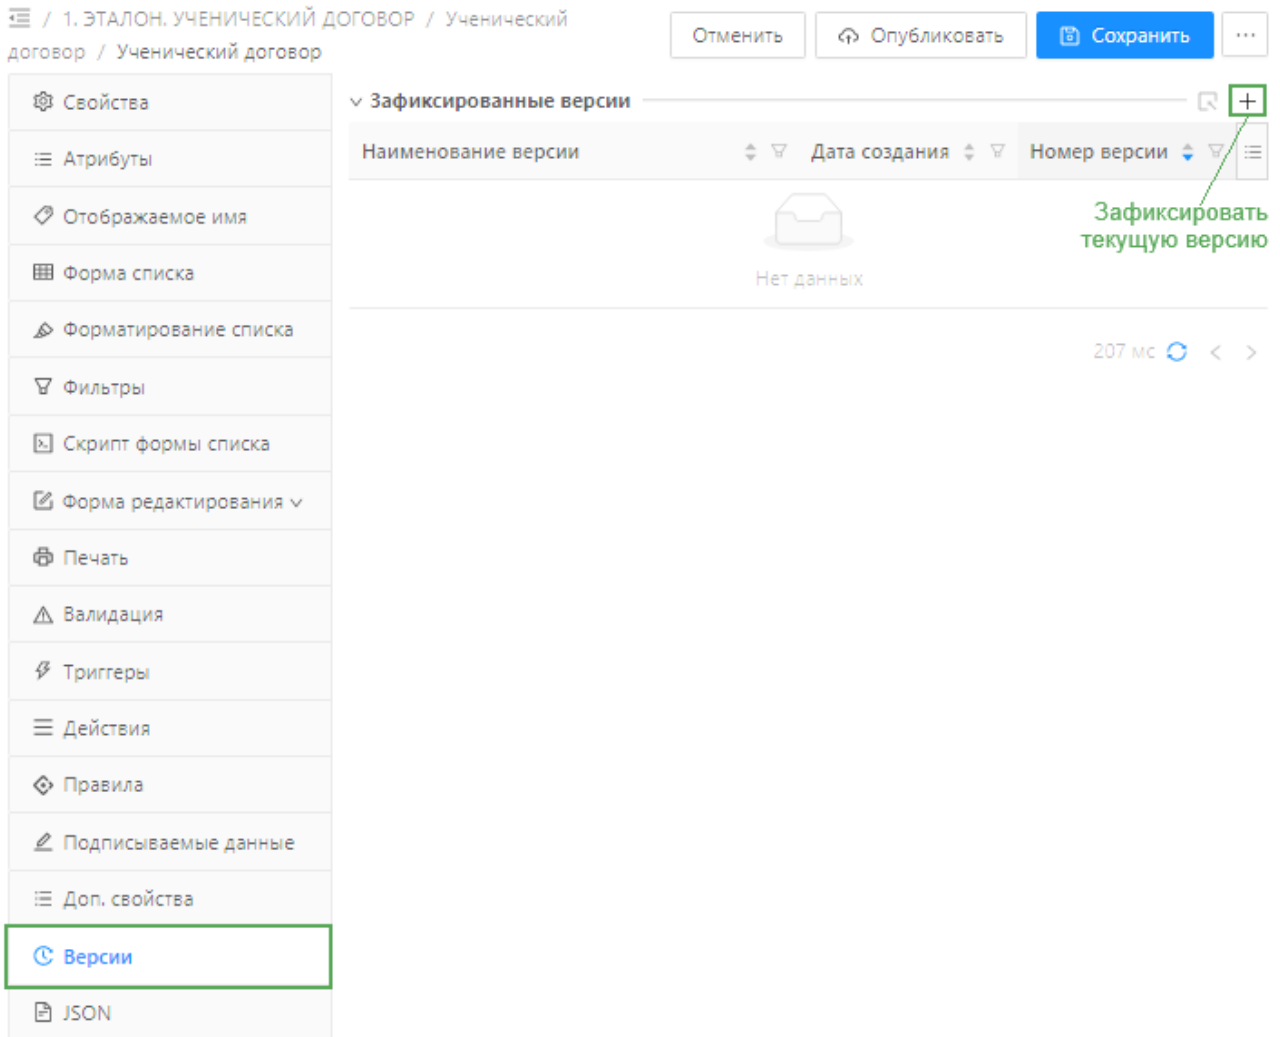 / 1. ЭТАЛОН. УЧЕНИЧЕСКИЙ ДОГОВОР / Ученический
договор / Ученический договор
Отменить
Опубликовать
Сохранить
Свойства
Атрибуты
Отображаемое имя
Форма списка
Форматирование списка
Фильтры
Скрипт формы списка
Форма редактирования
Печать
Валидация
Триггеры
Действия
Правила
Подписываемые данные
Доп. свойства
Версии
JSON
Зафиксированные версии
Наименование версии
Дата создания
Номер версии
Зафиксировать
текущую версию
Нет данных
207 мс